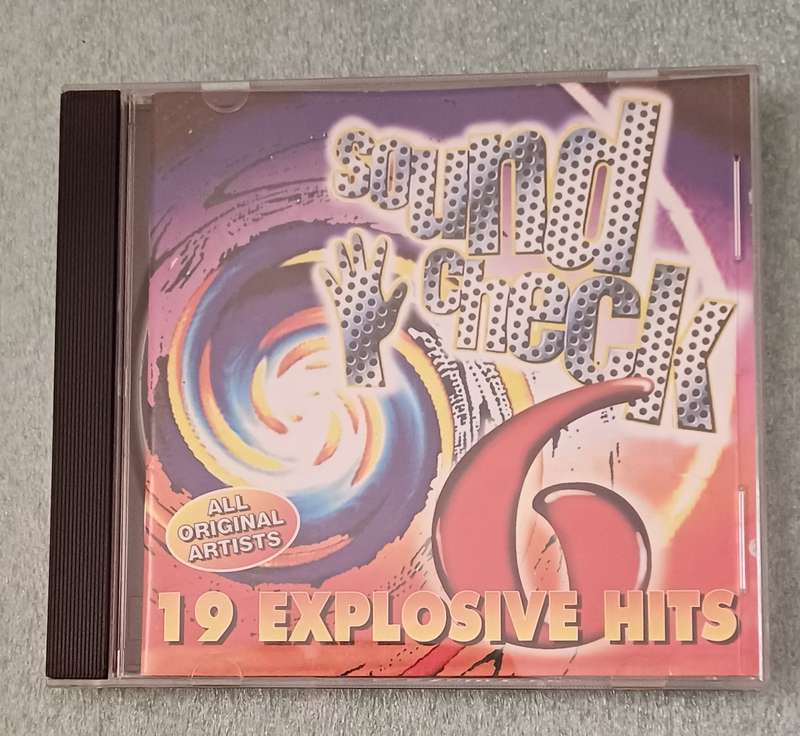 sound
check
6
ALL
ORIGINAL
ARTISTS
19 EXPLOSIVE HITS